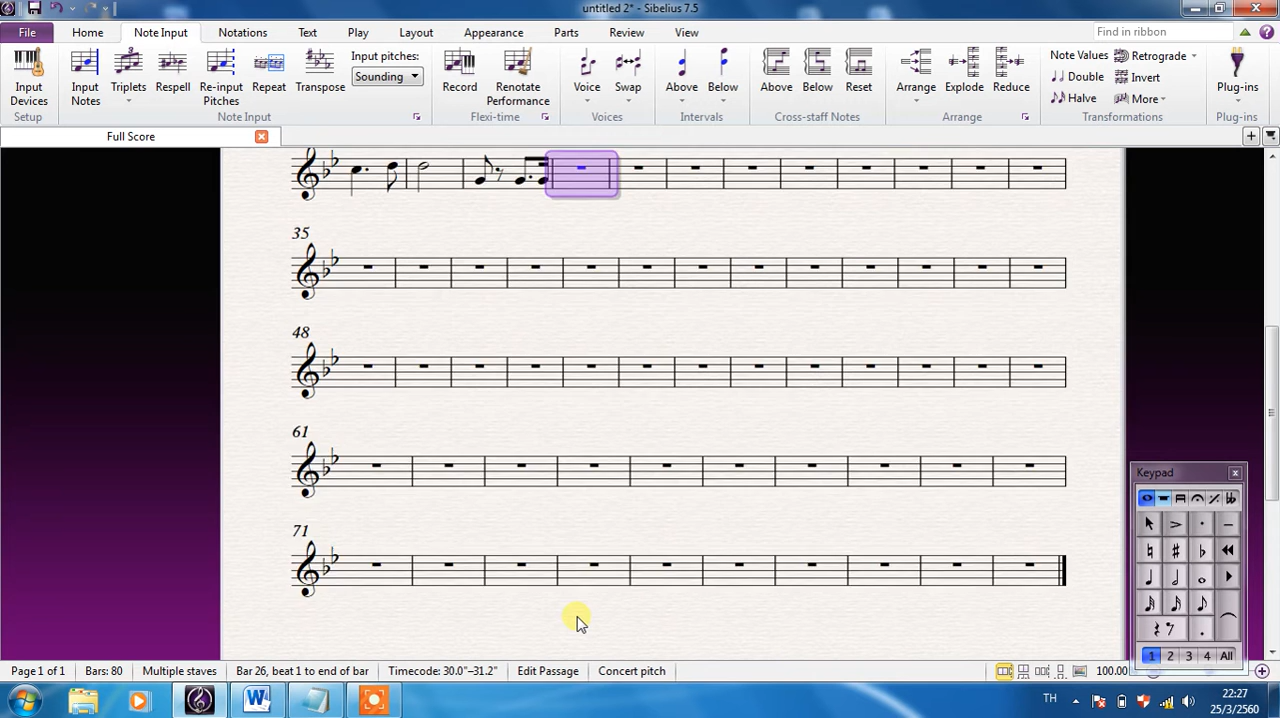 untitled 2* - Sibelius 7.5
File Home Note Input Notations Text Play Layout Appearance Parts Review View Find in ribbon
Input Devices
Setup
Input Notes
Triplets
Respell
Re-input Pitches
Repeat
Transpose
Input pitches:
Sounding
Note Input
Record
Renotate Performance
Flexi-time
Voice
Swap
Voices
Above
Below
Intervals
Above
Below
Reset
Cross-staff Notes
Arrange
Explode
Reduce
Arrange
Note Values
Double
Halve
Retrograde
Invert
More
Transformations
Plug-ins
Plug-ins
Full Score
35
48
61
71
Keypad
1 2 3 4 All
Page 1 of 1 Bars: 80 Multiple staves Bar 26, beat 1 to end of bar Timecode: 30.0"–31.2" Edit Passage Concert pitch 100.00
TH
22:27
25/3/2560